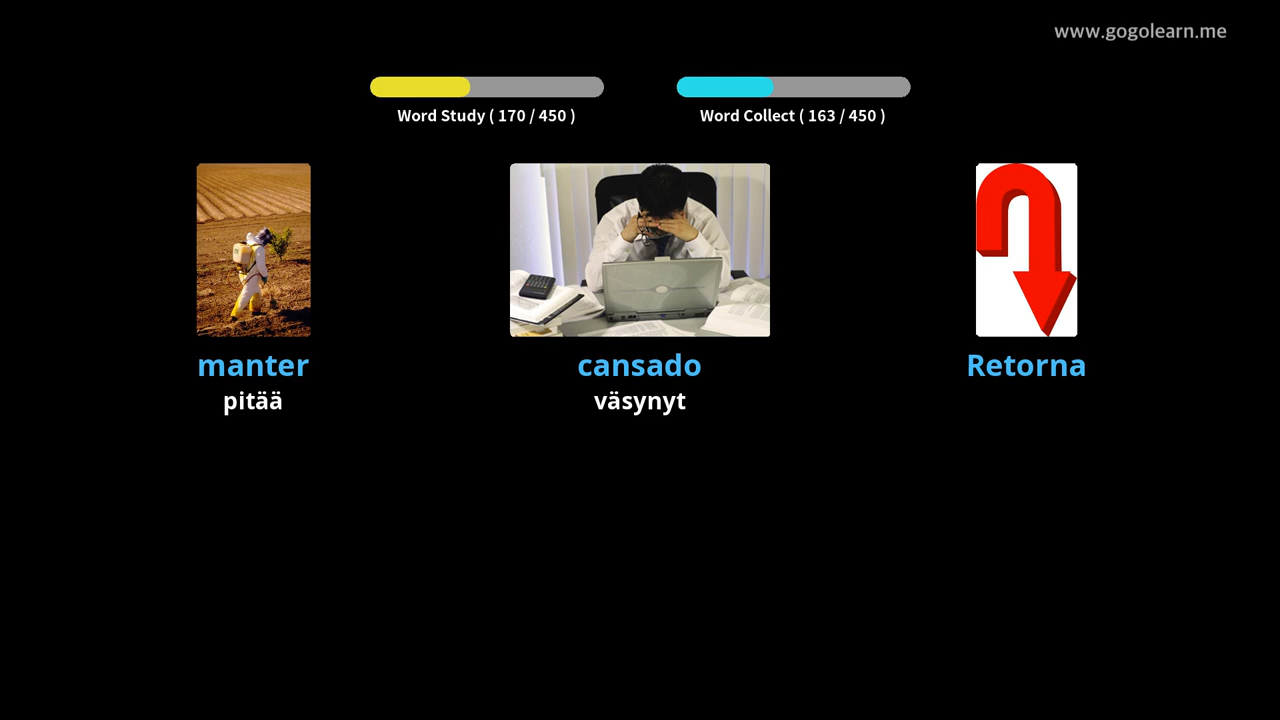 www.gogolearn.me
Word Study ( 170 / 450 )
Word Collect ( 163 / 450 )
manter
cansado
Retorna
pitää
väsynyt